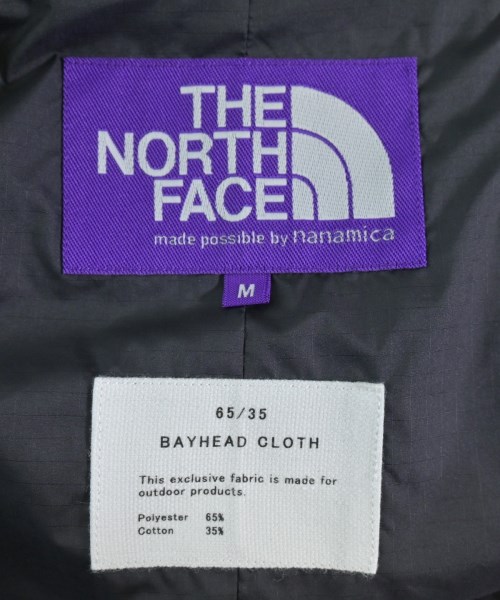 THE
NORTH
FACE
made possible by nanamica
M
65/35
BAYHEAD CLOTH
This exclusive fabric is made for
outdoor products.
Polyester 65%
Cotton 35%